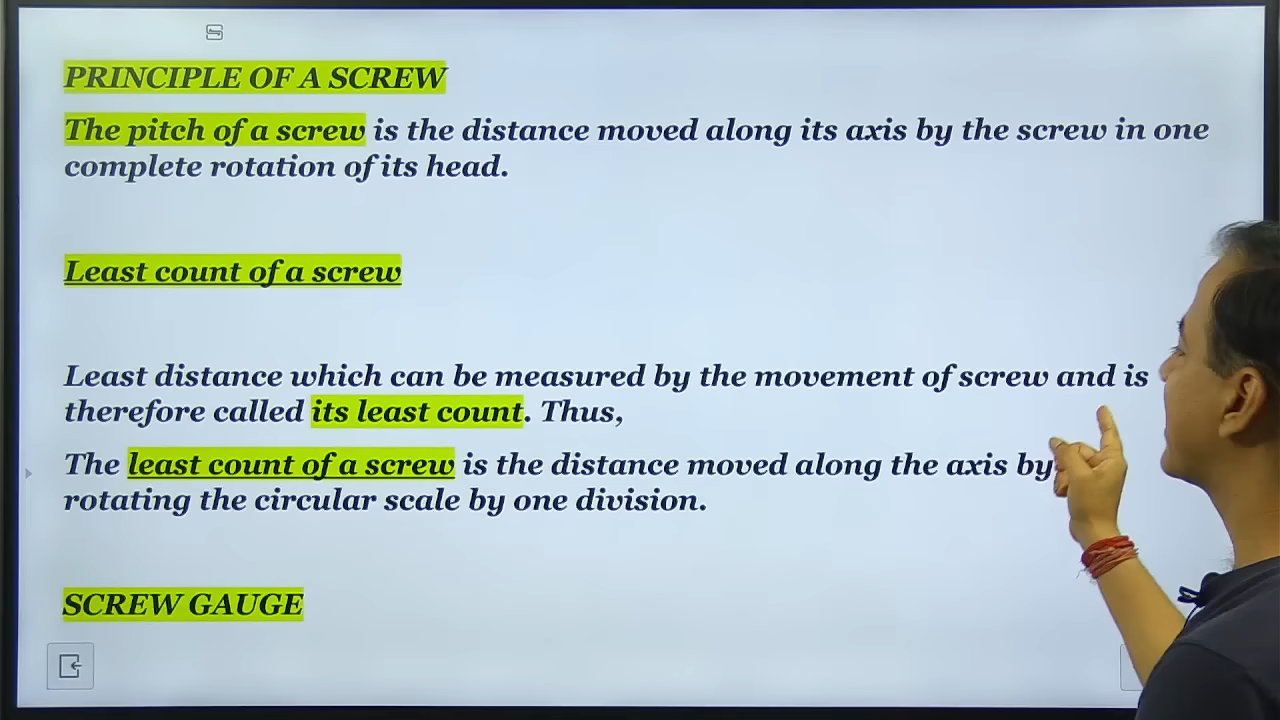 PRINCIPLE OF A SCREW
The pitch of a screw is the distance moved along its axis by the screw in one
complete rotation of its head.
Least count of a screw
Least distance which can be measured by the movement of screw and is
therefore called its least count. Thus,
The least count of a screw is the distance moved along the axis by
rotating the circular scale by one division.
SCREW GAUGE